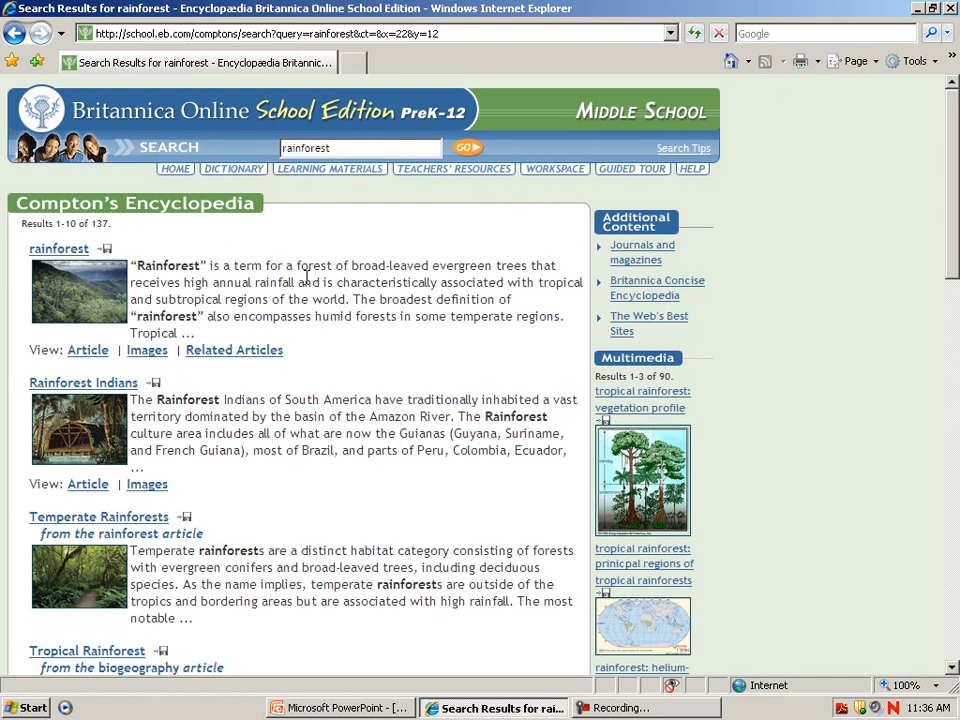 Search Results for rainforest - Encyclopædia Britannica Online School Edition - Windows Internet Explorer
http://school.eb.com/comptons/search?query=rainforest&ct=&x=22&y=12
Google
Search Results for rainforest - Encyclopædia Britannic...
Page
Tools
»
Britannica Online School Edition PreK-12
MIDDLE SCHOOL
SEARCH
rainforest
GO
Search Tips
HOME
DICTIONARY
LEARNING MATERIALS
TEACHERS' RESOURCES
WORKSPACE
GUIDED TOUR
HELP
Compton's Encyclopedia
Results 1-10 of 137.
rainforest
“Rainforest” is a term for a forest of broad-leaved evergreen trees that
receives high annual rainfall and is characteristically associated with tropical
and subtropical regions of the world. The broadest definition of
“rainforest” also encompasses humid forests in some temperate regions.
Tropical ...
View: Article | Images | Related Articles
Rainforest Indians
The Rainforest Indians of South America have traditionally inhabited a vast
territory dominated by the basin of the Amazon River. The Rainforest
culture area includes all of what are now the Guianas (Guyana, Suriname,
and French Guiana), most of Brazil, and parts of Peru, Colombia, Ecuador,
...
View: Article | Images
Temperate Rainforests
from the rainforest article
Temperate rainforests are a distinct habitat category consisting of forests
with evergreen conifers and broad-leaved trees, including deciduous
species. As the name implies, temperate rainforests are outside of the
tropics and bordering areas but are associated with high rainfall. The most
notable ...
Tropical Rainforest
from the biogeography article
Additional
Content
Journals and
magazines
Britannica Concise
Encyclopedia
The Web's Best
Sites
Multimedia
Results 1-3 of 90.
tropical rainforest:
vegetation profile
tropical rainforest:
prinicpal regions of
tropical rainforests
rainforest: helium-
Internet
100%
Start
Microsoft PowerPoint - [...
Search Results for rai...
Recording...
11:36 AM